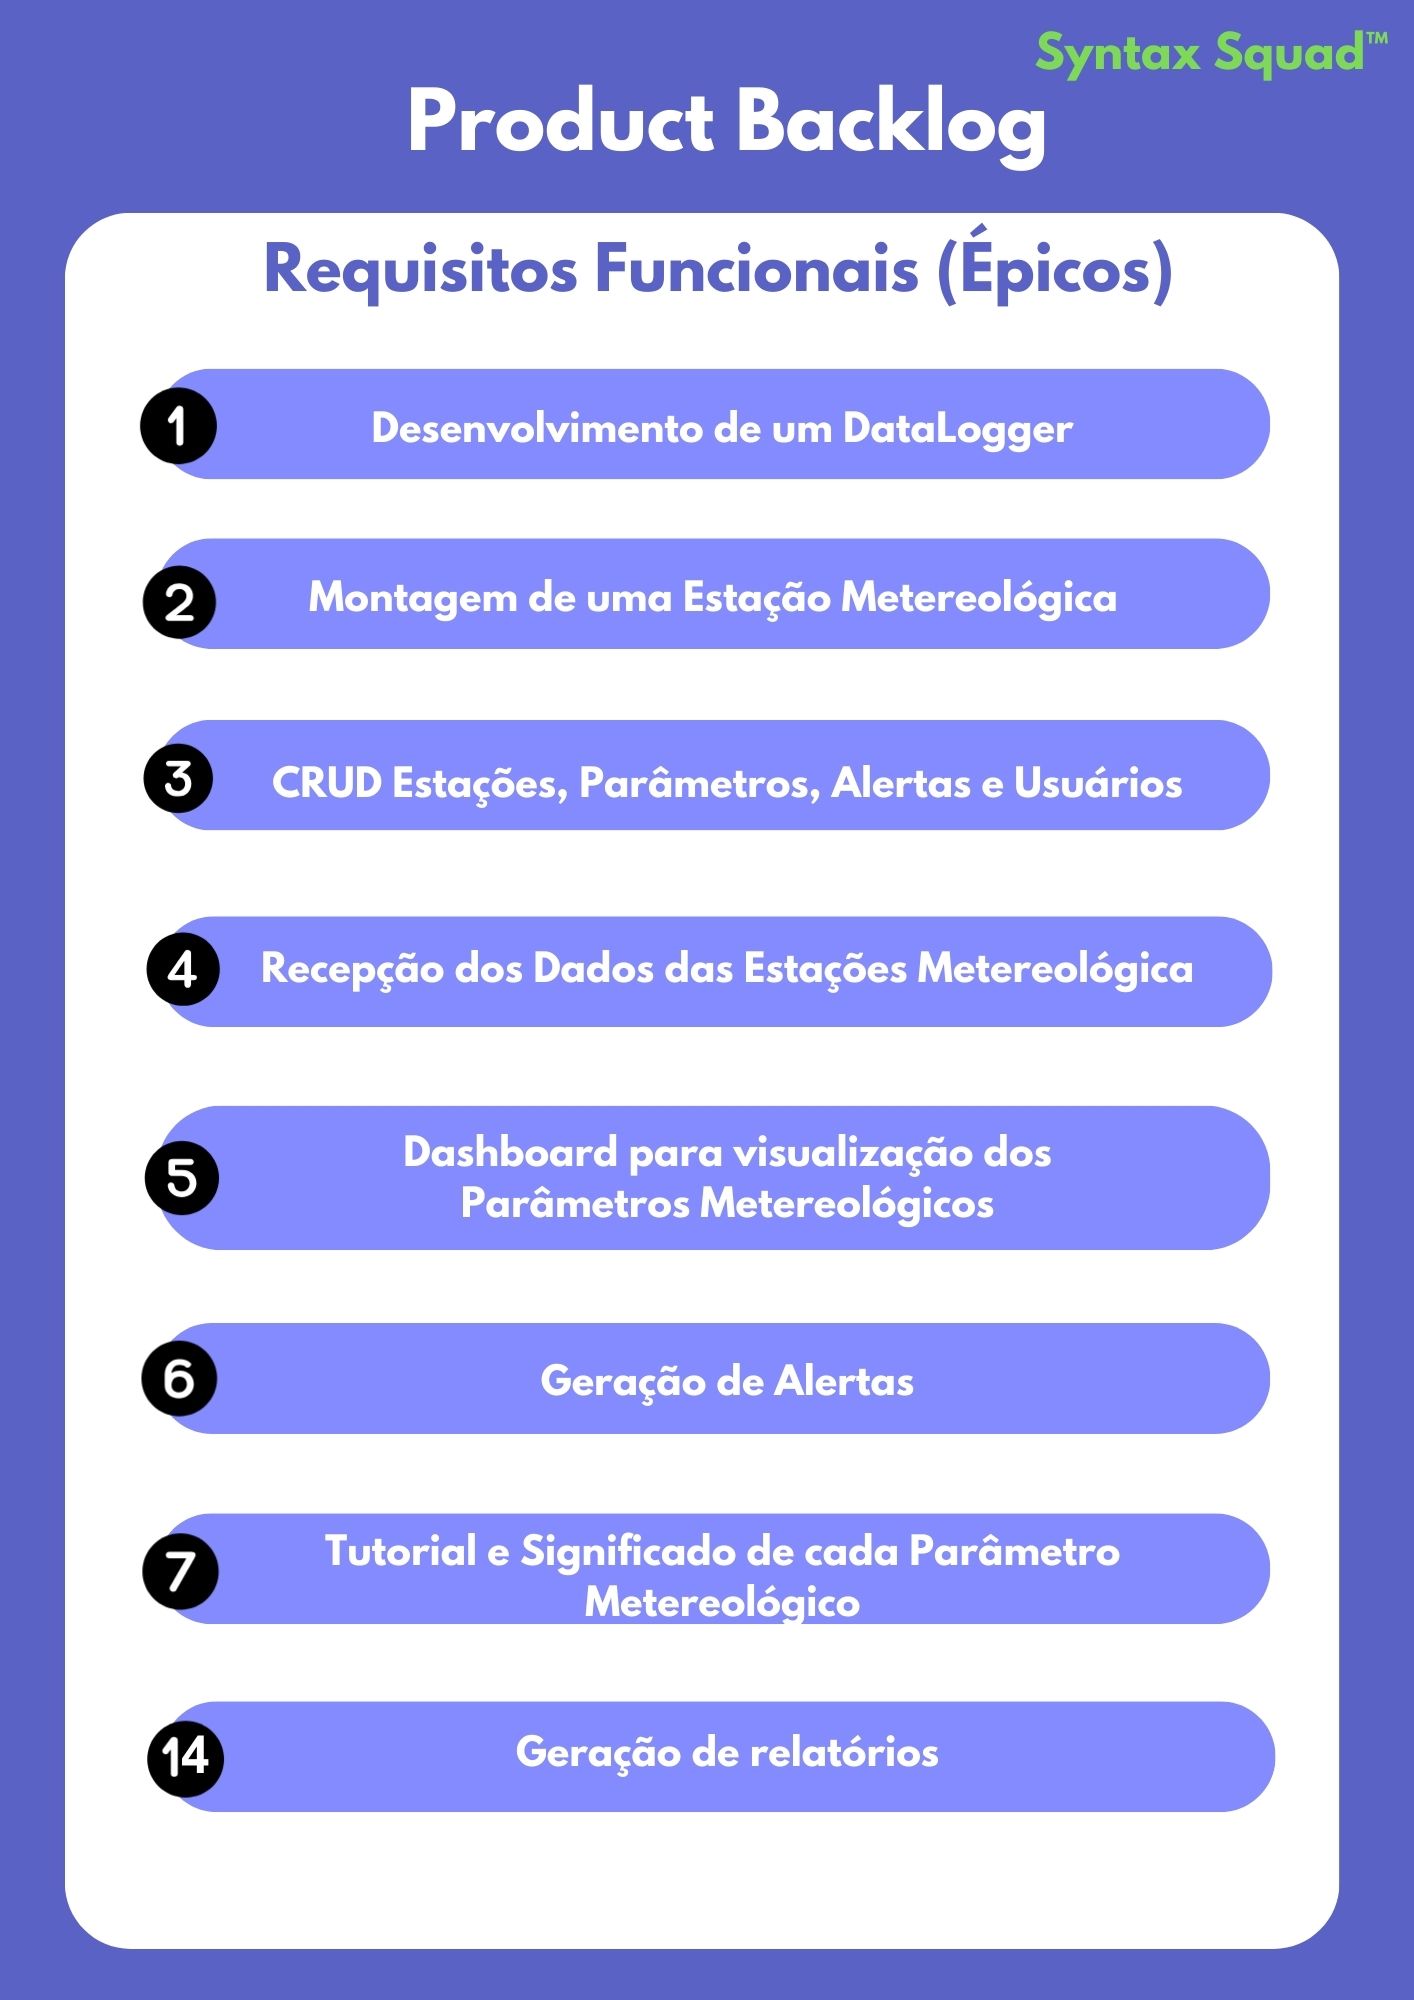 Syntax Squad™
Product Backlog
Requisitos Funcionais (Épicos)
1
Desenvolvimento de um DataLogger
2
Montagem de uma Estação Metereológica
3
CRUD Estações, Parâmetros, Alertas e Usuários
4
Recepção dos Dados das Estações Metereológica
5
Dashboard para visualização dos
Parâmetros Metereológicos
6
Geração de Alertas
7
Tutorial e Significado de cada Parâmetro
Metereológico
14
Geração de relatórios